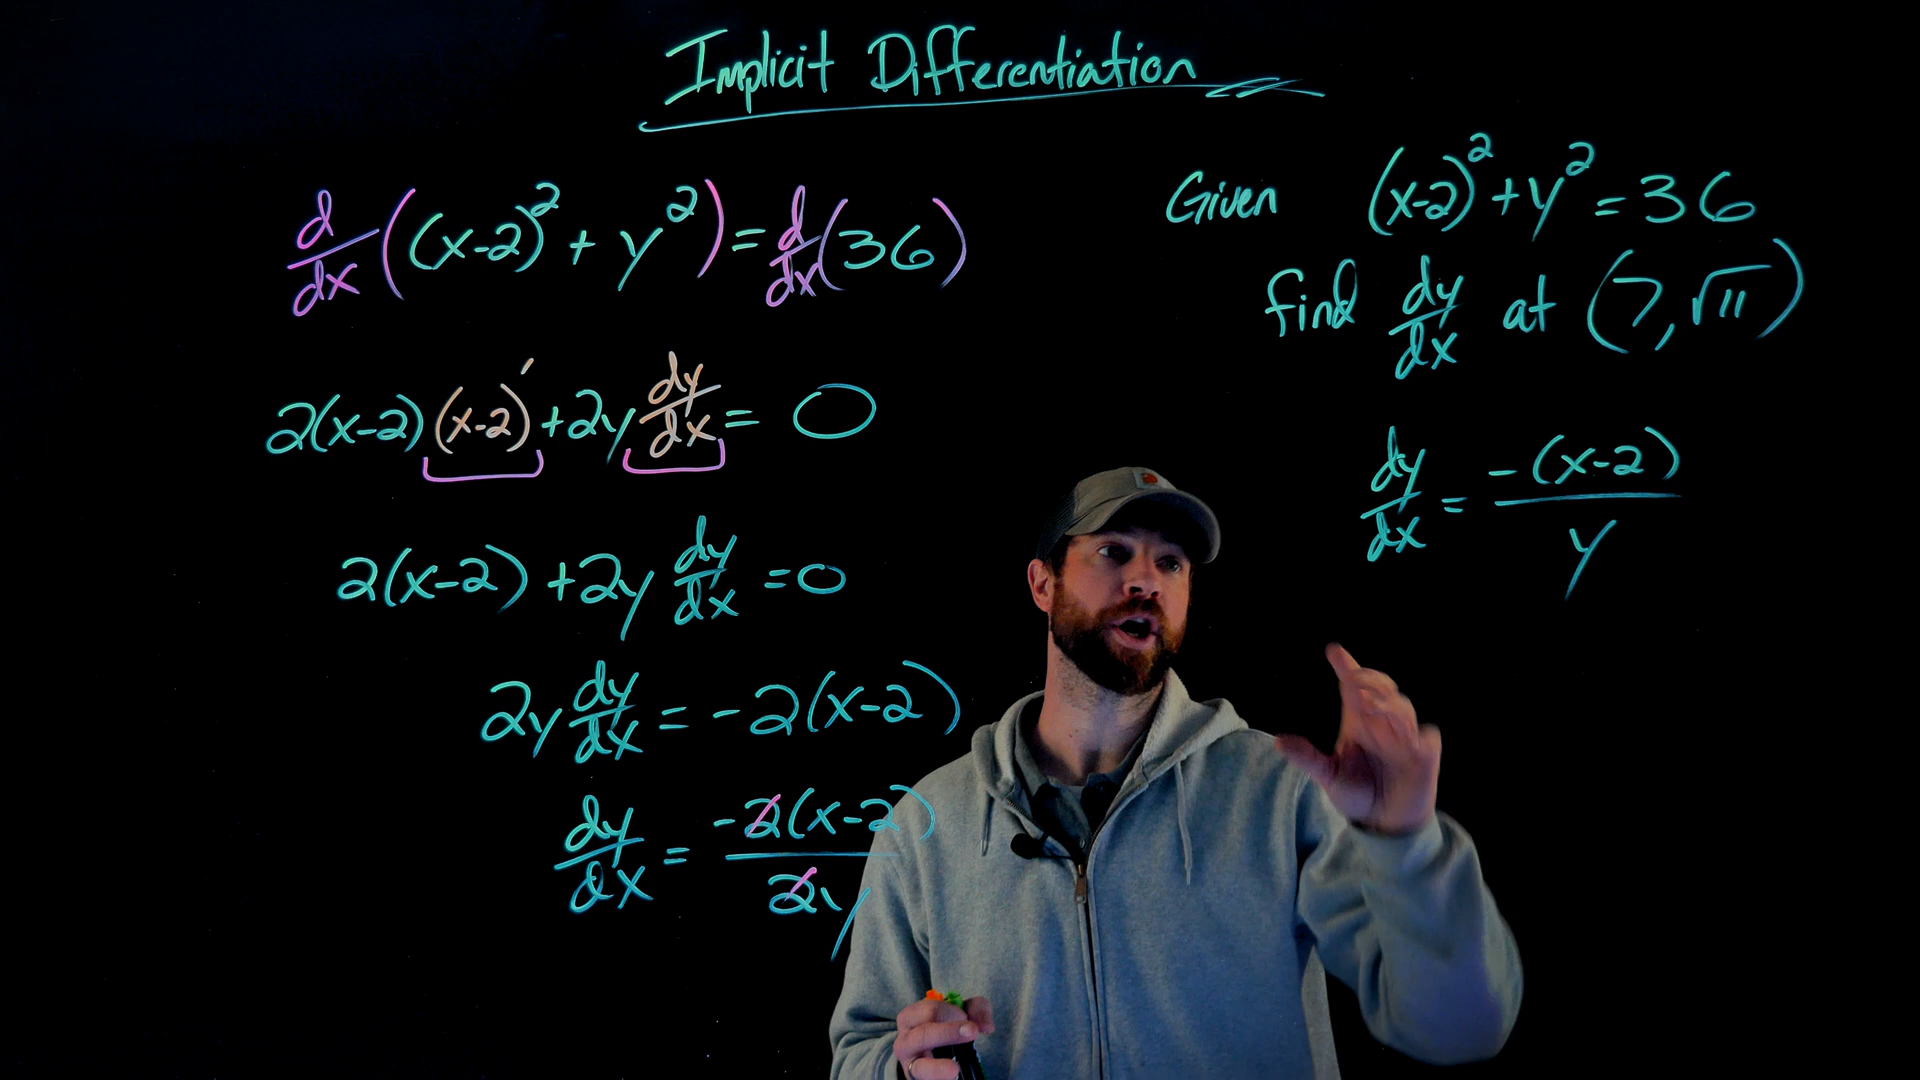 Implicit Differentiation
d/dx((x-2)² + y²) = d/dx(36)
2(x-2)(x-2)' + 2y dy/dx = 0
2(x-2) + 2y dy/dx = 0
2y dy/dx = -2(x-2)
dy/dx = -2(x-2)/2y
Given (x-2)² + y² = 36
find dy/dx at (7, √11)
dy/dx = -(x-2)/y